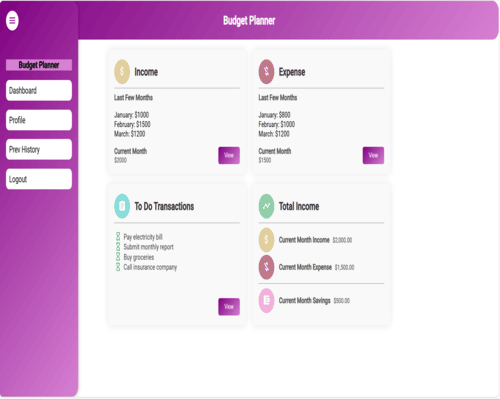 Budget Planner
Budget Planner
Dashboard
Profile
Prev History
Logout
Income
Last Few Months
January: $1000
February: $1500
March: $1200
Current Month
$2000
View
Expense
Last Few Months
January: $800
February: $1000
March: $1200
Current Month
$1500
View
To Do Transactions
Pay electricity bill
Submit monthly report
Buy groceries
Call insurance company
View
Total Income
Current Month Income $2,000.00
Current Month Expense $1,500.00
Current Month Savings $500.00